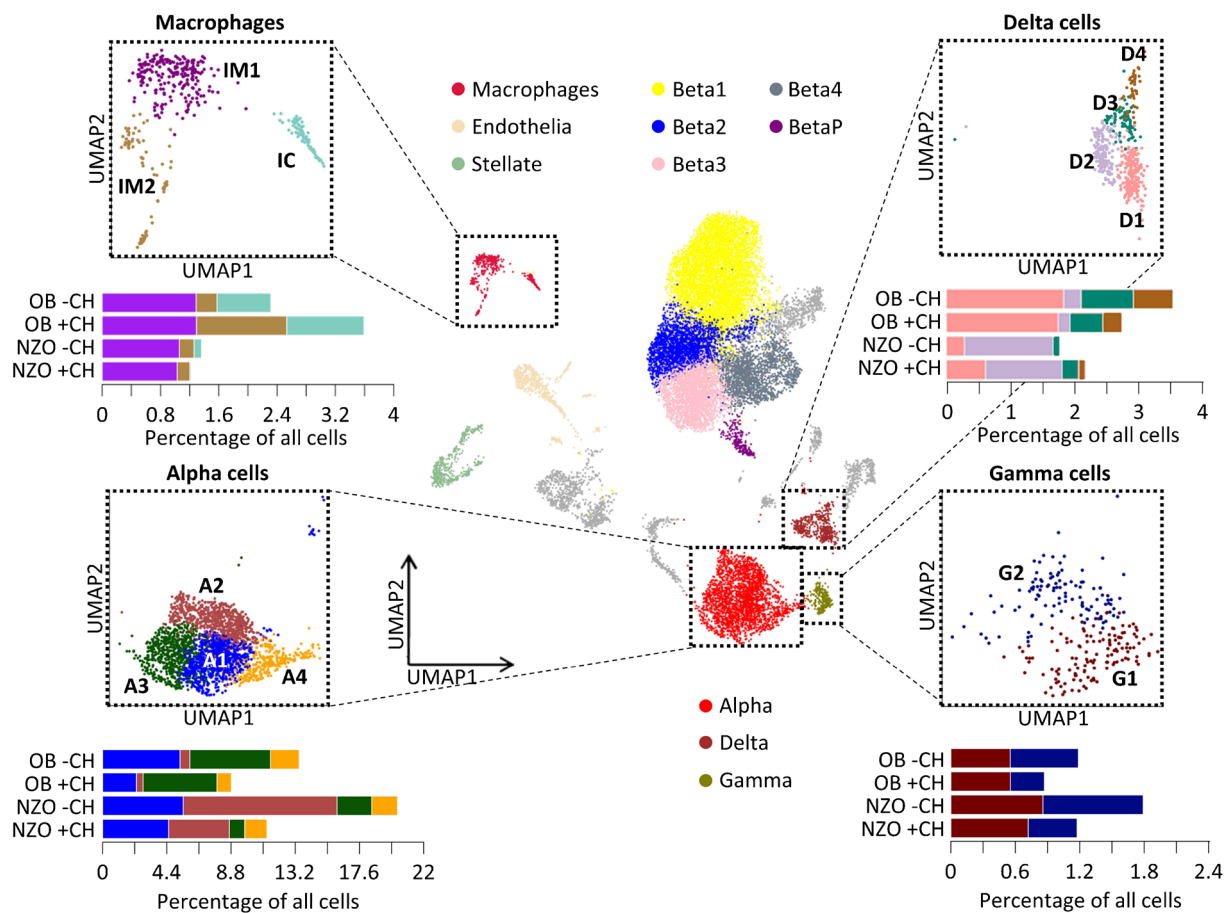 Macrophages
UMAP2
IM1
IM2
IC
UMAP1
OB -CH
OB +CH
NZO -CH
NZO +CH
0 0.8 1.6 2.4 3.2 4
Percentage of all cells
Macrophages
Endothelia
Stellate
Beta1
Beta2
Beta3
Beta4
BetaP
Delta cells
UMAP2
D4
D3
D2
D1
UMAP1
OB -CH
OB +CH
NZO -CH
NZO +CH
0 1 2 3 4
Percentage of all cells
Alpha cells
UMAP2
A2
A1
A3
A4
UMAP1
OB -CH
OB +CH
NZO -CH
NZO +CH
0 4.4 8.8 13.2 17.6 22
Percentage of all cells
UMAP2
UMAP1
Alpha
Delta
Gamma
Gamma cells
UMAP2
G2
G1
UMAP1
OB -CH
OB +CH
NZO -CH
NZO +CH
0 0.6 1.2 1.8 2.4
Percentage of all cells